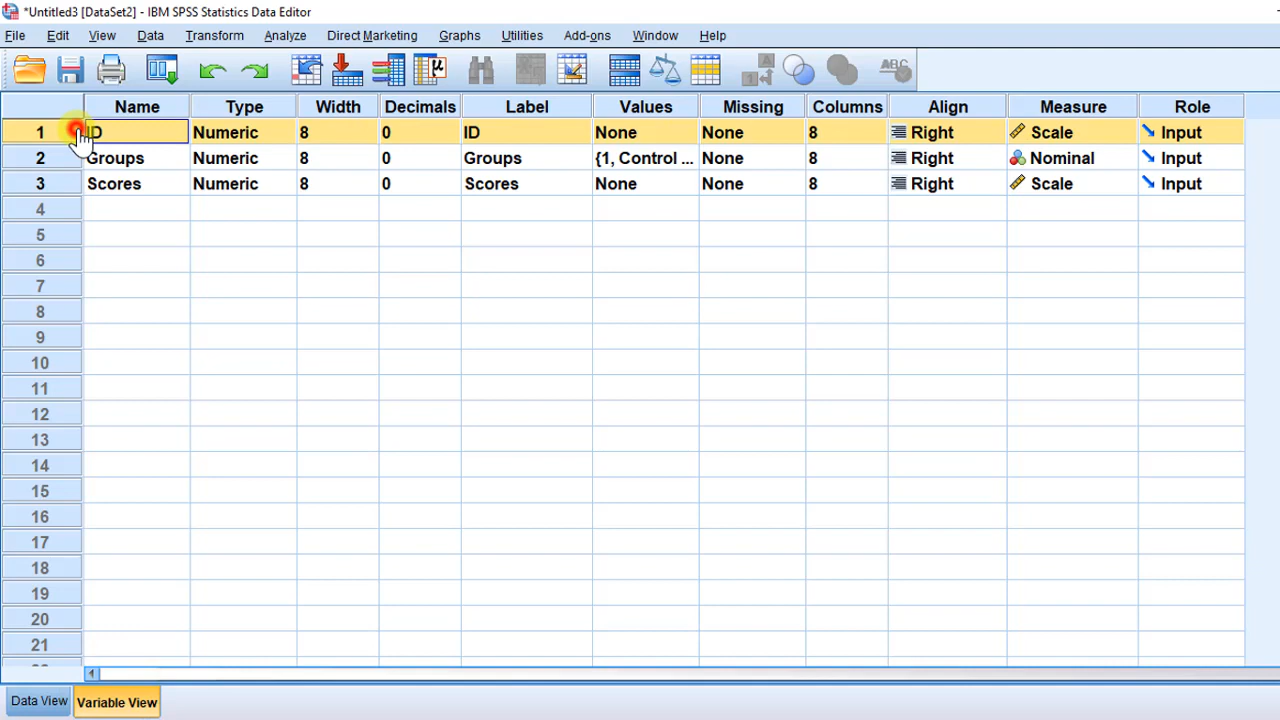 *Untitled3 [DataSet2] - IBM SPSS Statistics Data Editor
File Edit View Data Transform Analyze Direct Marketing Graphs Utilities Add-ons Window Help
Name Type Width Decimals Label Values Missing Columns Align Measure Role
1 ID Numeric 8 0 ID None None 8 Right Scale Input
2 Groups Numeric 8 0 Groups {1, Control ... None 8 Right Nominal Input
3 Scores Numeric 8 0 Scores None None 8 Right Scale Input
4
5
6
7
8
9
10
11
12
13
14
15
16
17
18
19
20
21
Data View Variable View